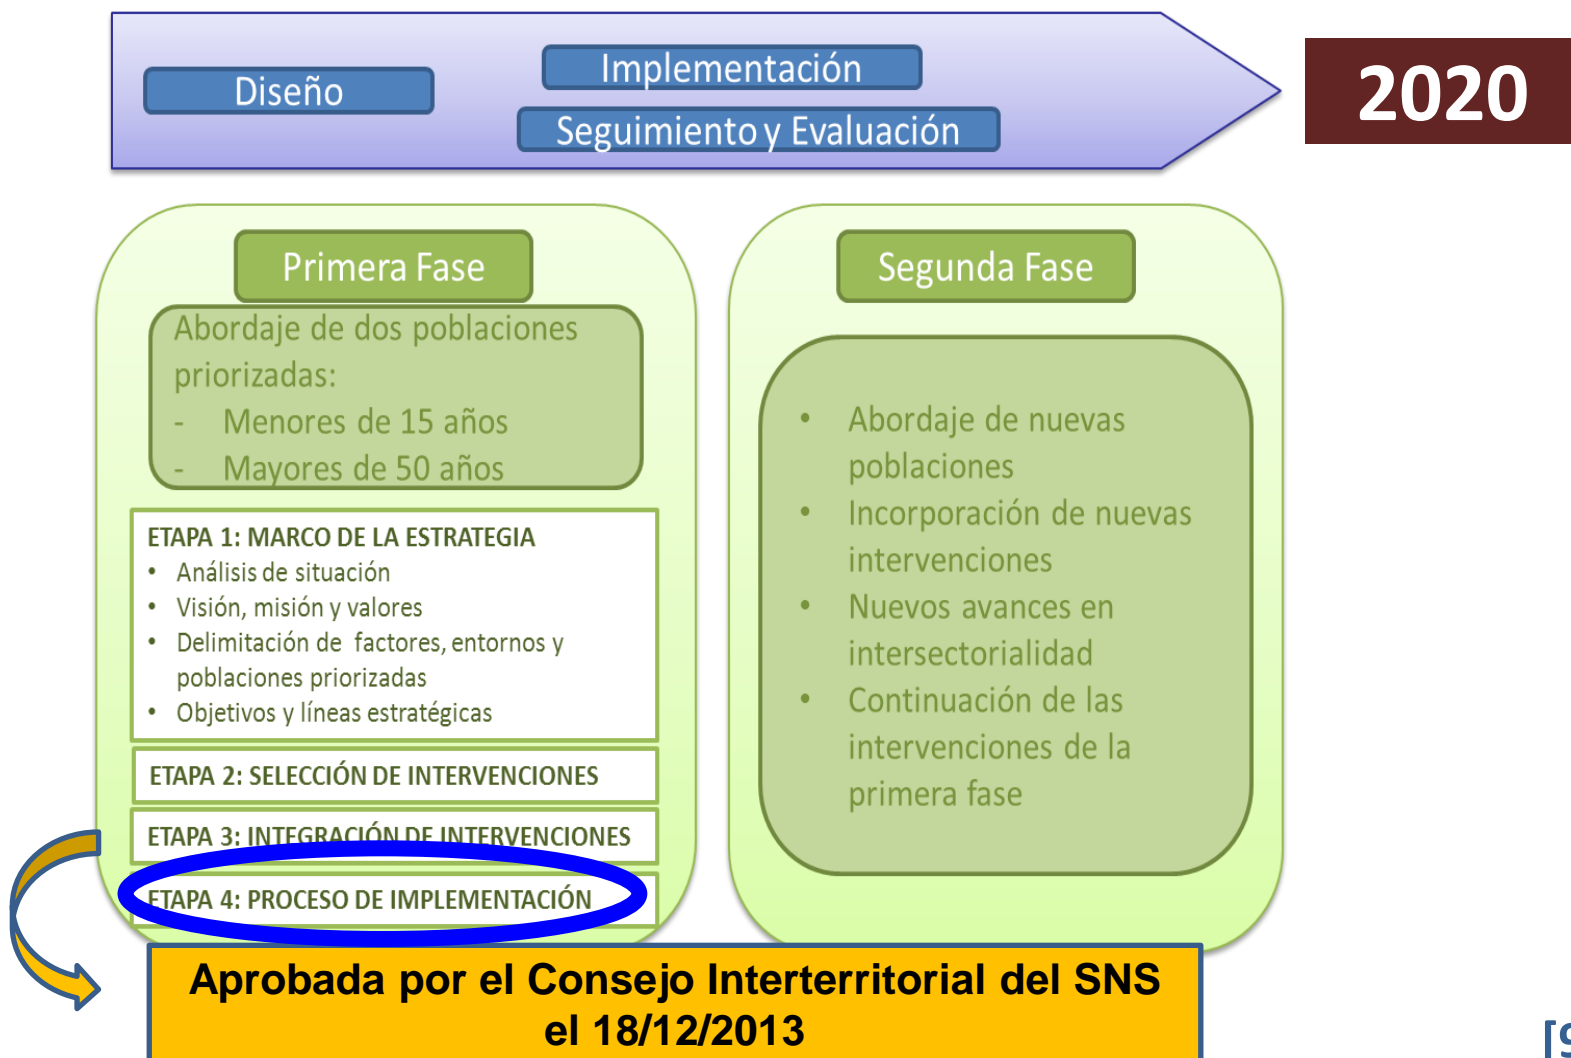 Diseño
Implementación
Seguimiento y Evaluación
2020
Primera Fase
Abordaje de dos poblaciones
priorizadas:
- Menores de 15 años
- Mayores de 50 años
ETAPA 1: MARCO DE LA ESTRATEGIA
• Análisis de situación
• Visión, misión y valores
• Delimitación de factores, entornos y
poblaciones priorizadas
• Objetivos y líneas estratégicas
ETAPA 2: SELECCIÓN DE INTERVENCIONES
ETAPA 3: INTEGRACIÓN DE INTERVENCIONES
ETAPA 4: PROCESO DE IMPLEMENTACIÓN
Segunda Fase
• Abordaje de nuevas
poblaciones
• Incorporación de nuevas
intervenciones
• Nuevos avances en
intersectorialidad
• Continuación de las
intervenciones de la
primera fase
Aprobada por el Consejo Interterritorial del SNS
el 18/12/2013